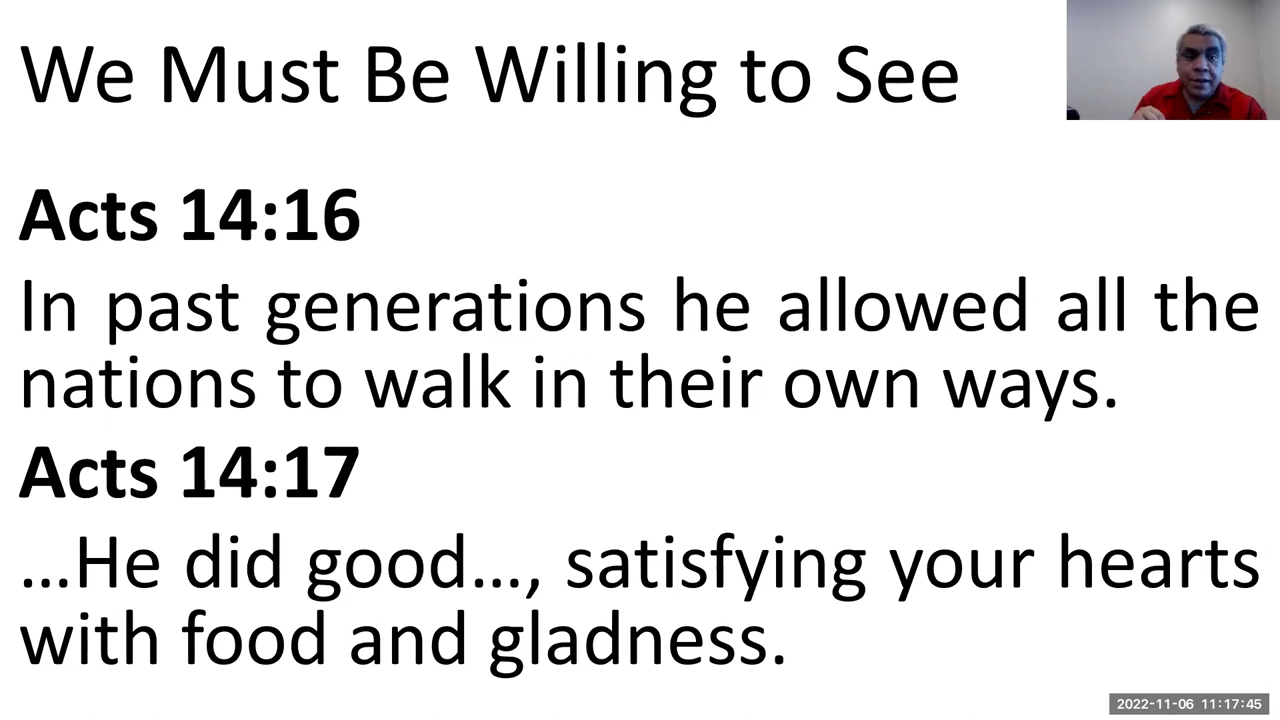 We Must Be Willing to See
Acts 14:16
In past generations he allowed all the
nations to walk in their own ways.
Acts 14:17
…He did good…, satisfying your hearts
with food and gladness.
2022-11-06 11:17:45